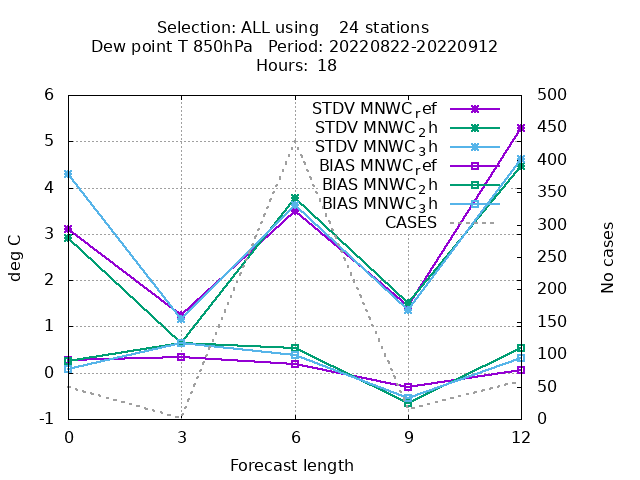 Selection: ALL using 24 stations
Dew point T 850hPa Period: 20220822-20220912
Hours: 18
STDV MNWC_ref
STDV MNWC_2h
STDV MNWC_3h
BIAS MNWC_ref
BIAS MNWC_2h
BIAS MNWC_3h
CASES
6
5
4
3
2
1
0
-1
deg C
500
450
400
350
300
250
200
150
100
50
0
No cases
0 3 6 9 12
Forecast length